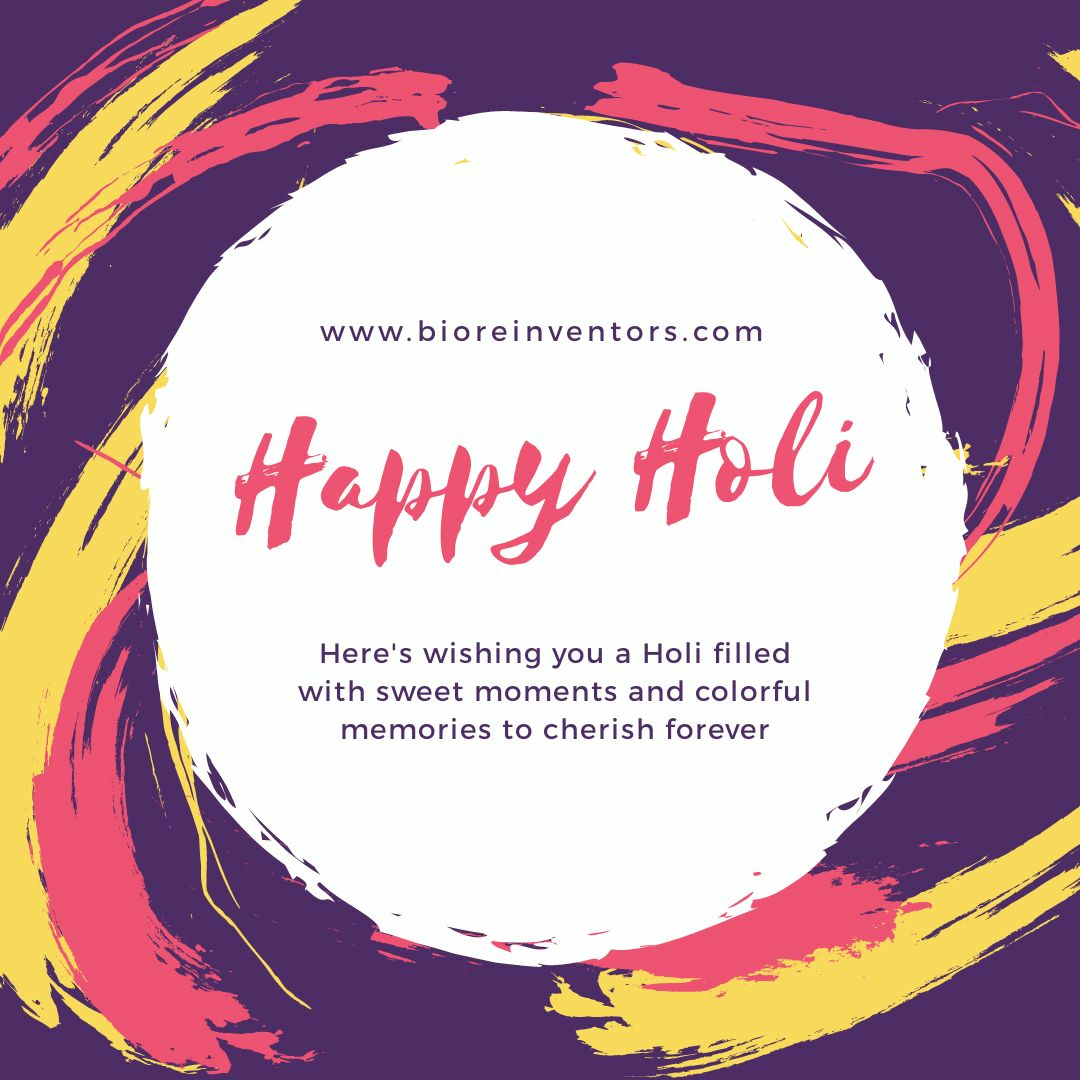 www.bioreinventors.com
Happy Holi
Here's wishing you a Holi filled
with sweet moments and colorful
memories to cherish forever